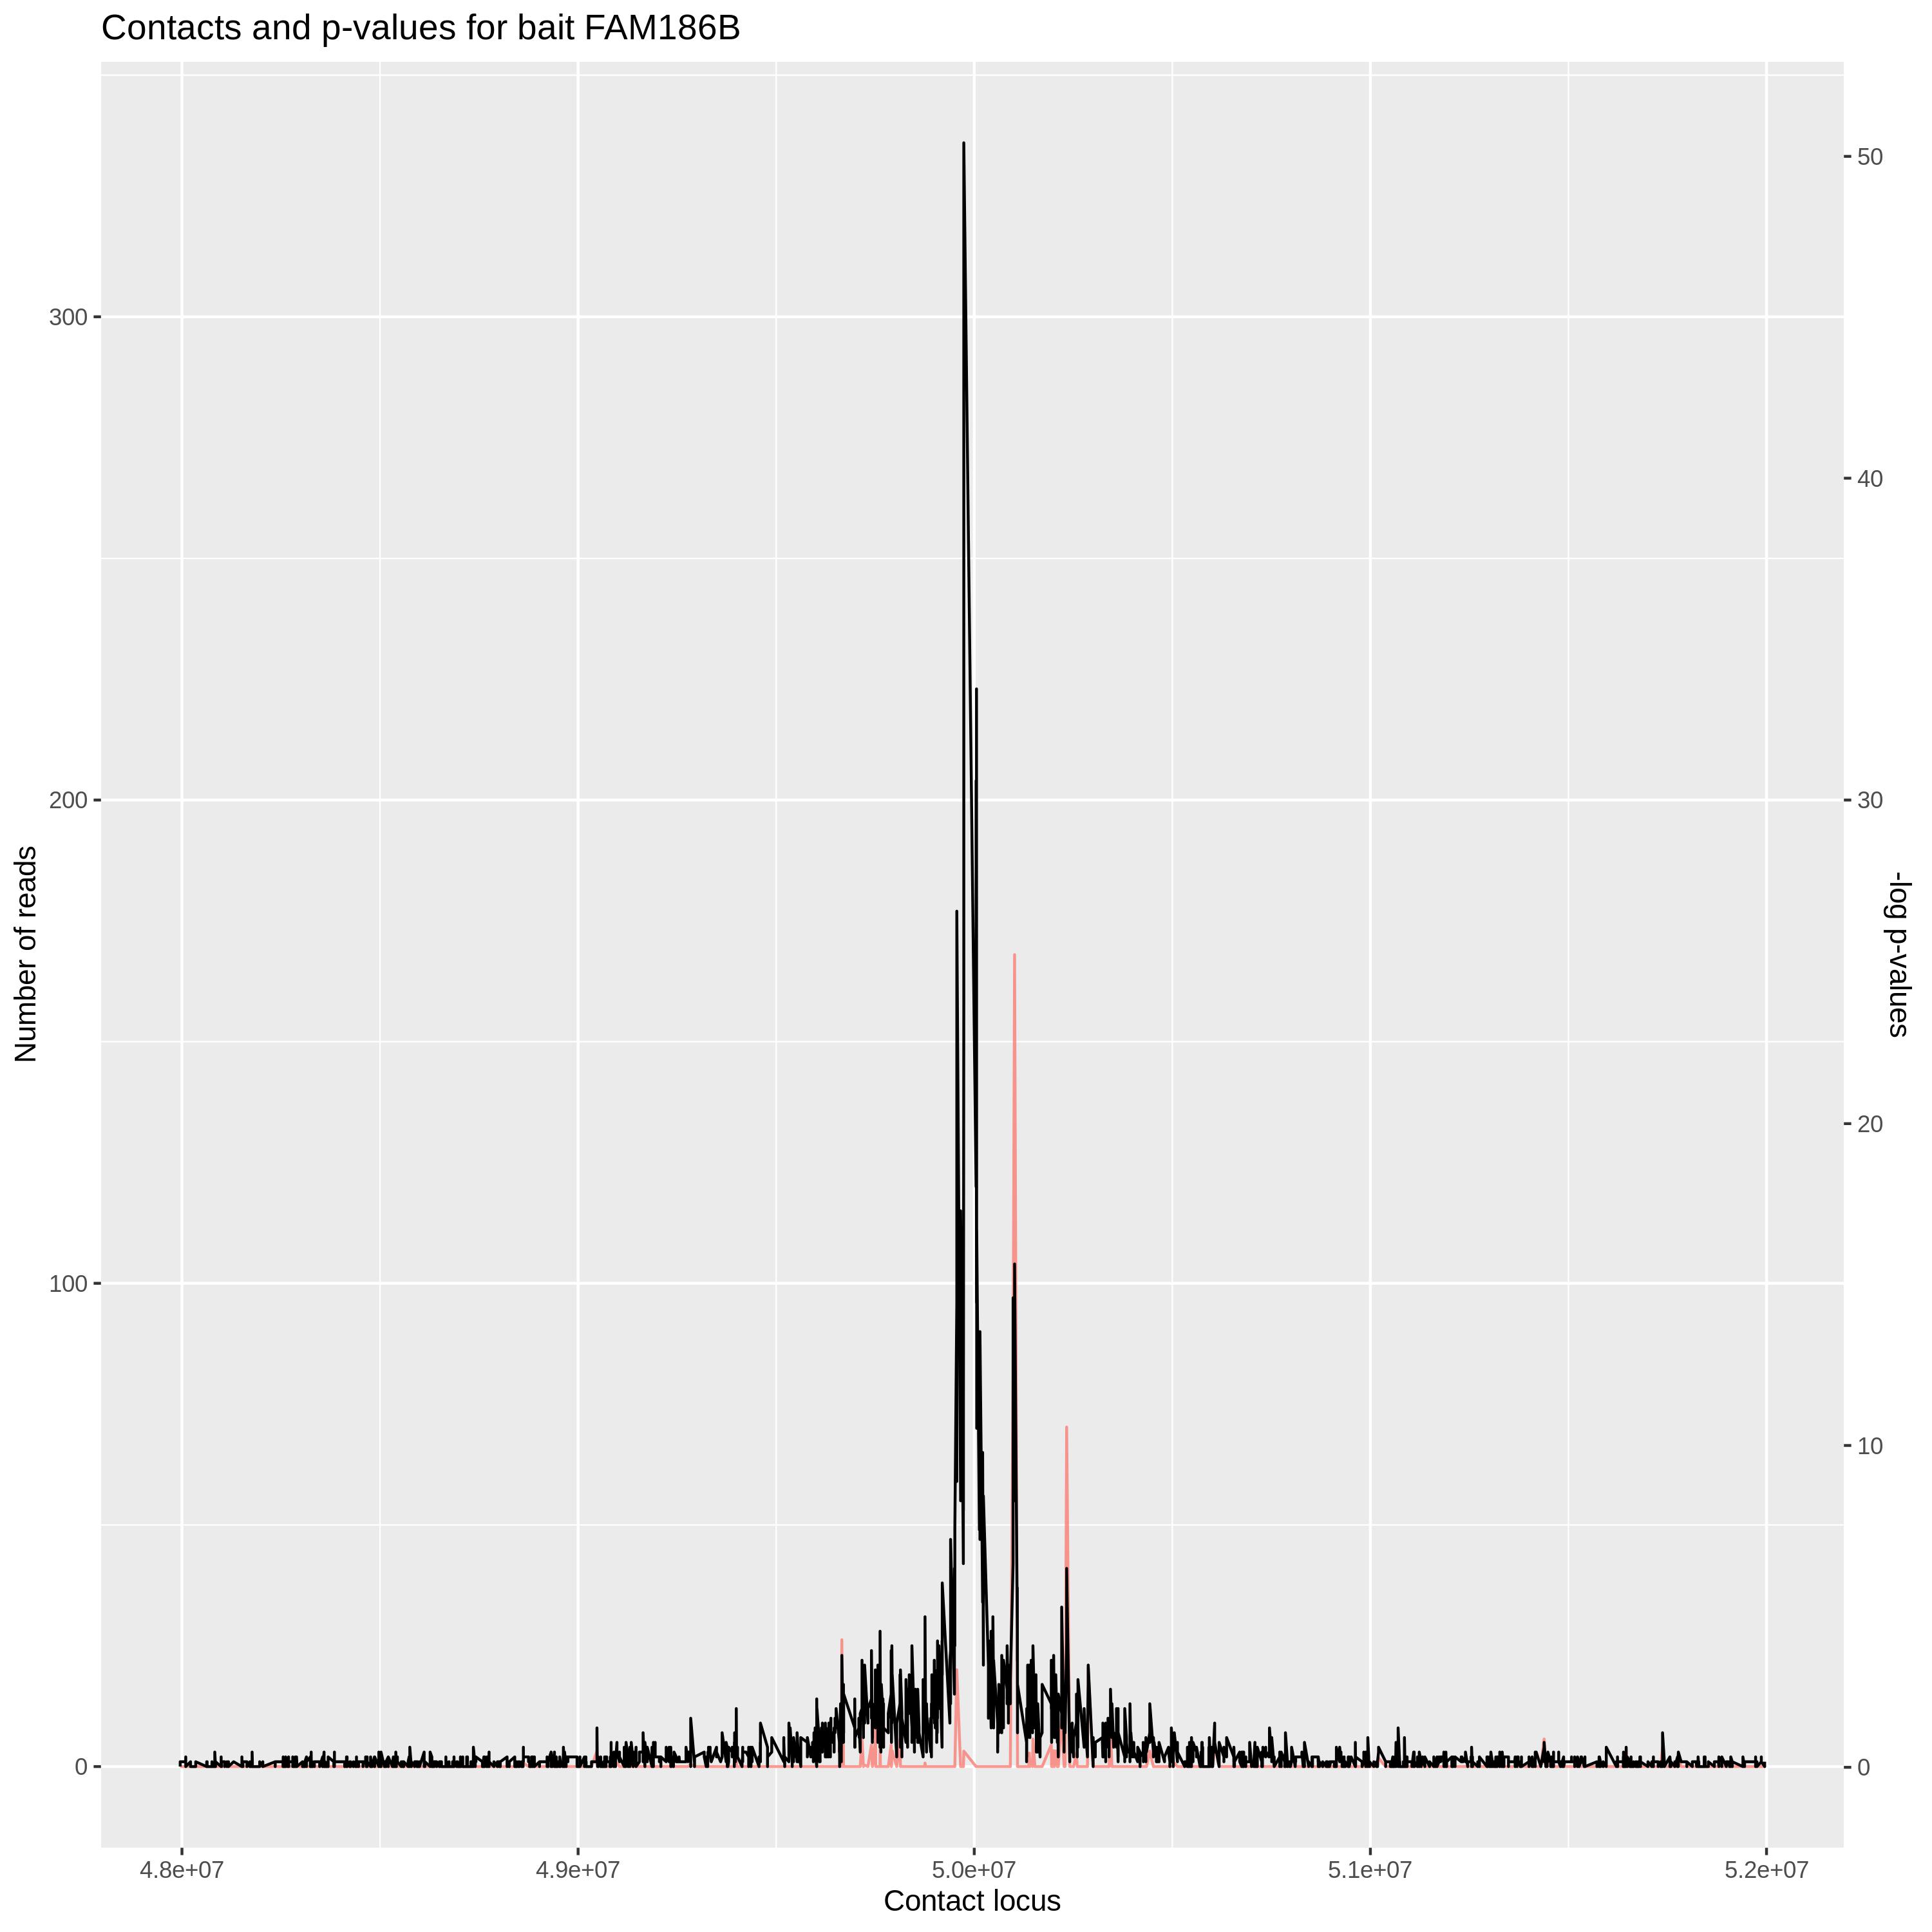 Contacts and p-values for bait FAM186B
300
200
100
0
Number of reads
50
40
30
20
10
0
-log p-values
4.8e+07
4.9e+07
5.0e+07
5.1e+07
5.2e+07
Contact locus